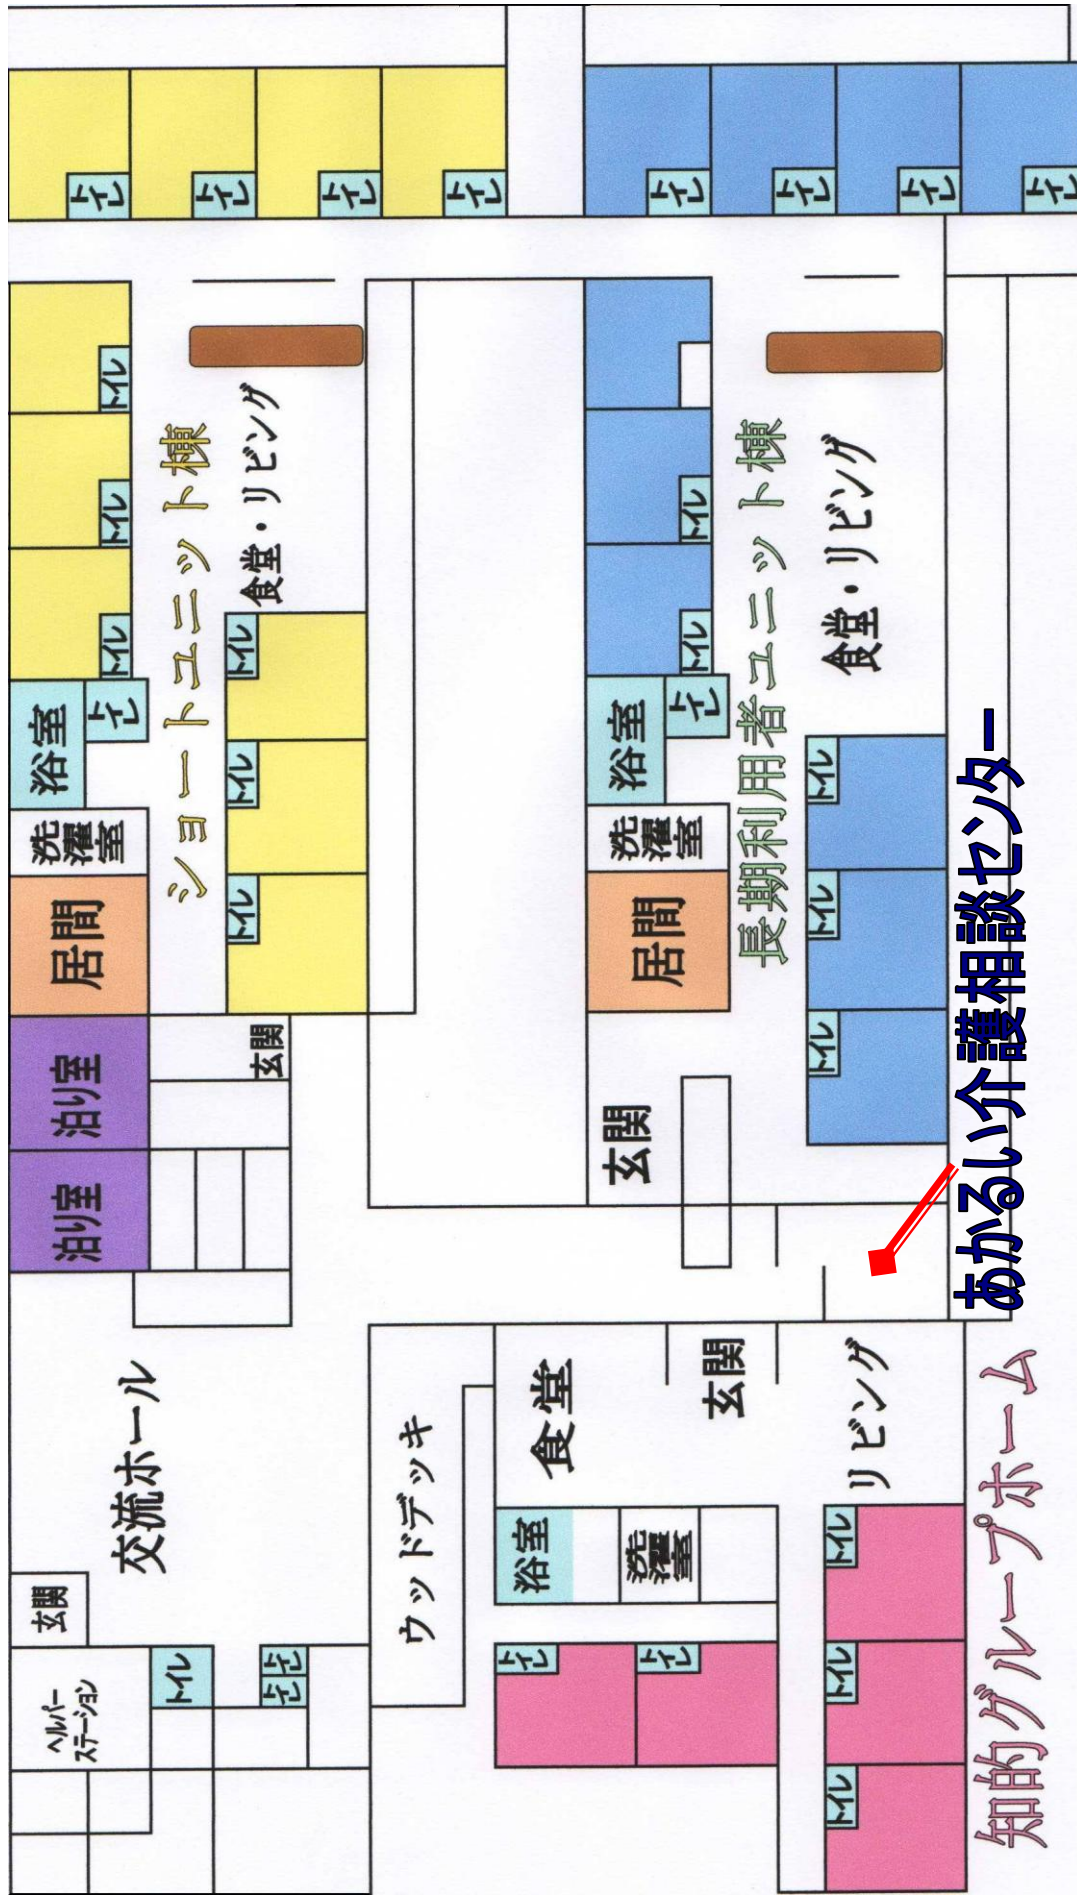 ヘルパー
ステーション
玄関
トイレ
トイレ
トイレ
交流ホール
泊り室
泊り室
玄関
居間
洗濯室
浴室
トイレ
トイレ
トイレ
トイレ
ショートユニット棟
食堂・リビング
トイレ
トイレ
トイレ
トイレ
トイレ
トイレ
トイレ
ウッドデッキ
食堂
浴室
洗濯室
玄関
トイレ
トイレ
リビング
トイレ
トイレ
トイレ
知的グループホーム
玄関
居間
洗濯室
浴室
トイレ
トイレ
トイレ
長期利用者ユニット棟
食堂・リビング
トイレ
トイレ
トイレ
トイレ
トイレ
トイレ
トイレ
あかるい介護相談センター